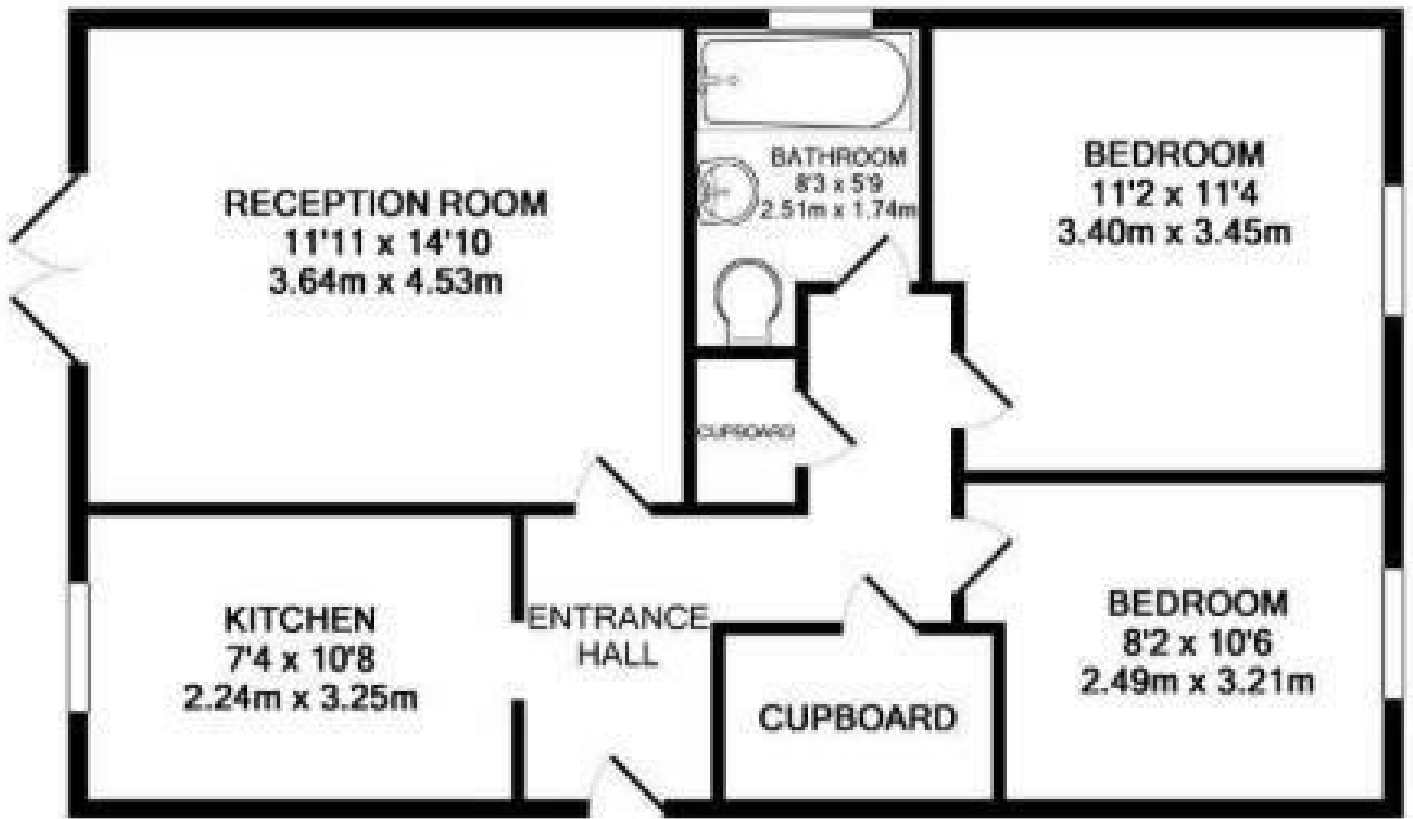 RECEPTION ROOM
11'11 x 14'10
3.64m x 4.53m
BATHROOM
8'3 x 5'9
2.51m x 1.74m
BEDROOM
11'2 x 11'4
3.40m x 3.45m
CUPBOARD
KITCHEN
7'4 x 10'8
2.24m x 3.25m
ENTRANCE
HALL
CUPBOARD
BEDROOM
8'2 x 10'6
2.49m x 3.21m